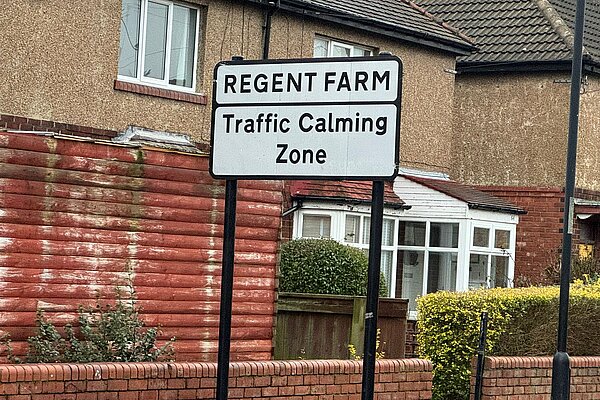 REGENT FARM
Traffic Calming
Zone